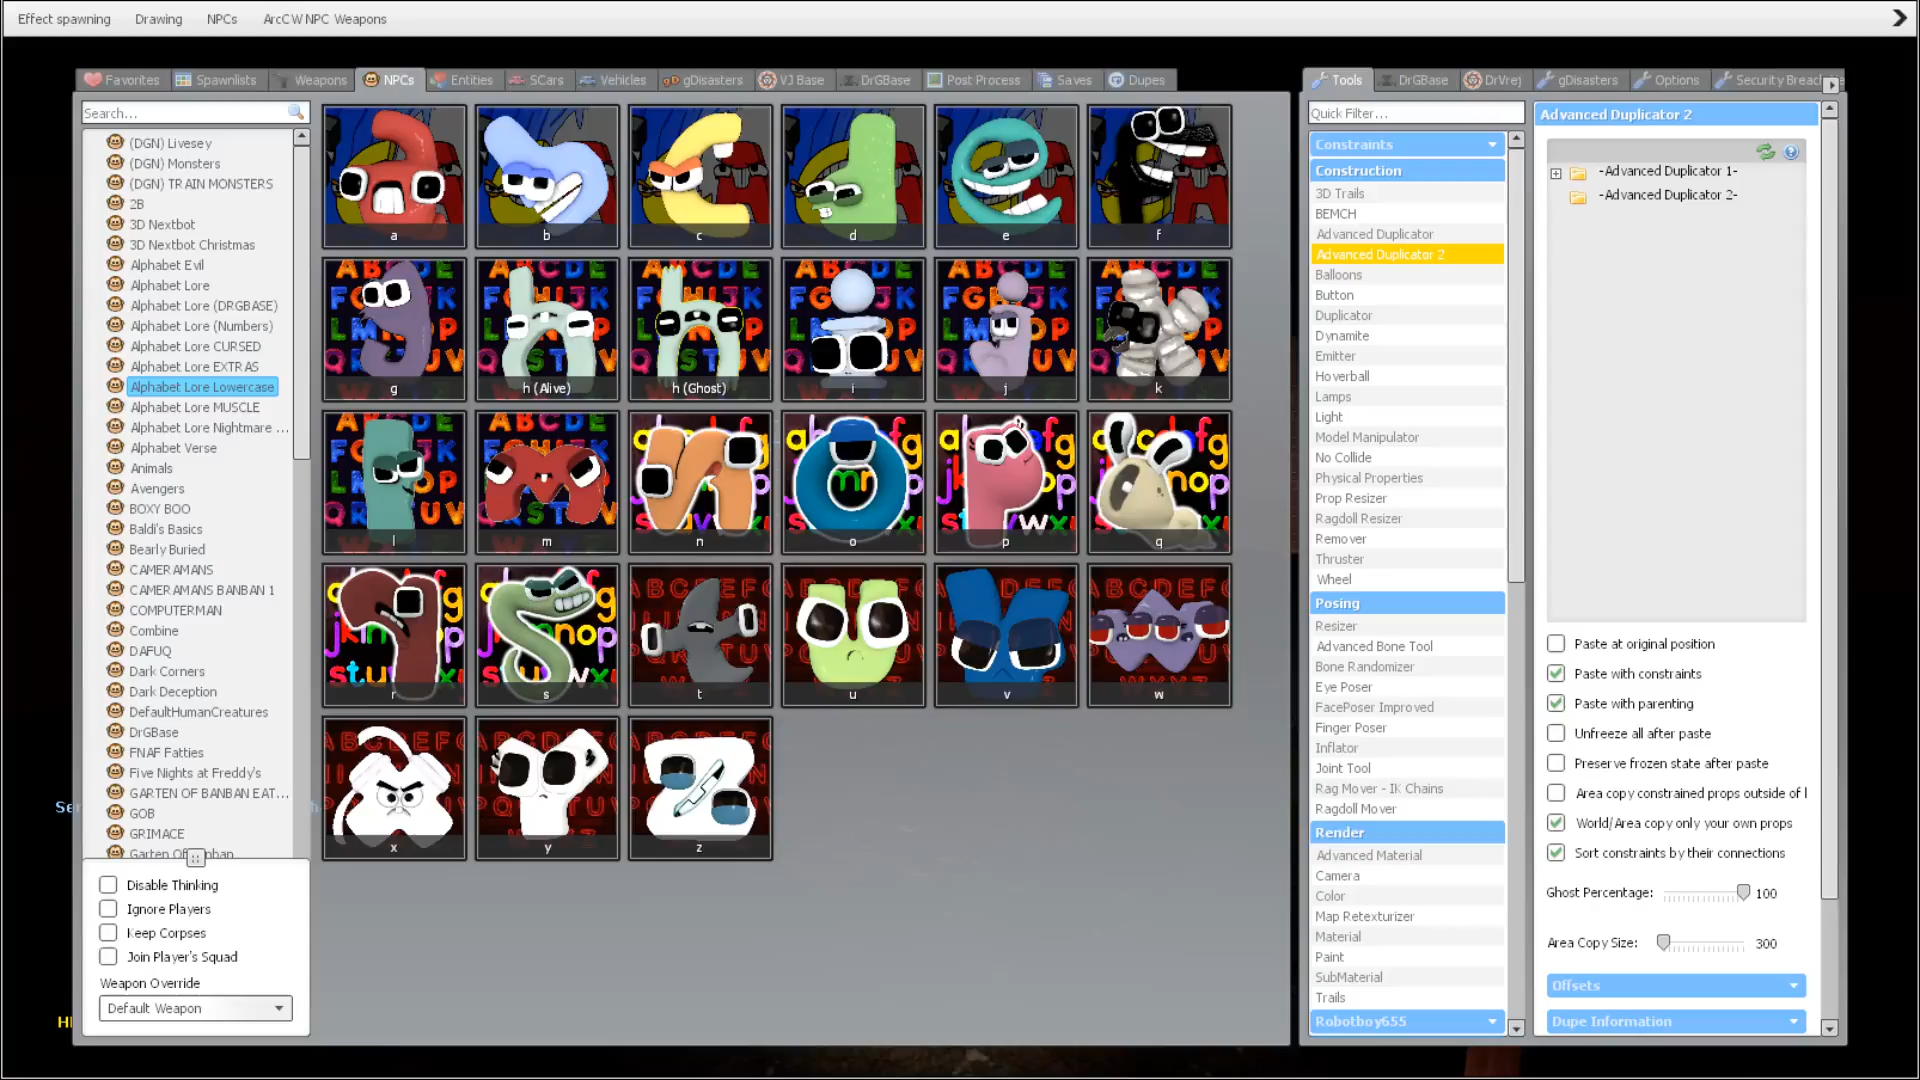 Effect spawning Drawing NPCs ArcCW NPC Weapons
Favorites Spawnlists Weapons NPCs Entities SCars Vehicles gDisasters VJ Base DrGBase Post Process Saves Dupes
Search...
(DGN) Livesey
(DGN) Monsters
(DGN) TRAIN MONSTERS
2B
3D Nextbot
3D Nextbot Christmas
Alphabet Evil
Alphabet Lore
Alphabet Lore (DRGBASE)
Alphabet Lore (Numbers)
Alphabet Lore CURSED
Alphabet Lore EXTRAS
Alphabet Lore Lowercase
Alphabet Lore MUSCLE
Alphabet Lore Nightmare ...
Alphabet Verse
Animals
Avengers
BOXY BOO
Baldi's Basics
Bearly Buried
CAMERAMANS
CAMERAMANS BANBAN 1
COMPUTERMAN
Combine
DAFUQ
Dark Corners
Dark Deception
DefaultHumanCreatures
DrGBase
FNAF Fatties
Five Nights at Freddy's
GARTEN OF BANBAN EAT...
GOB
GRIMACE
Disable Thinking
Ignore Players
Keep Corpses
Join Player's Squad
Weapon Override
Default Weapon
a b c d e f
g h (Alive) h (Ghost) i j k
l m n o p q
r s t u v w
x y z
Tools DrGBase DrVrej gDisasters Options Security Breach
Quick Filter...
Constraints
Construction
3D Trails
BEMCH
Advanced Duplicator
Advanced Duplicator 2
Balloons
Button
Duplicator
Dynamite
Emitter
Hoverball
Lamps
Light
Model Manipulator
No Collide
Physical Properties
Prop Resizer
Ragdoll Resizer
Remover
Thruster
Wheel
Posing
Resizer
Advanced Bone Tool
Bone Randomizer
Eye Poser
FacePoser Improved
Finger Poser
Inflator
Joint Tool
Rag Mover - IK Chains
Ragdoll Mover
Render
Advanced Material
Camera
Color
Map Retexturizer
Material
Paint
SubMaterial
Trails
Robotboy655
Advanced Duplicator 2
-Advanced Duplicator 1-
-Advanced Duplicator 2-
Paste at original position
Paste with constraints
Paste with parenting
Unfreeze all after paste
Preserve frozen state after paste
Area copy constrained props outside of
World/Area copy only your own props
Sort constraints by their connections
Ghost Percentage: 100
Area Copy Size: 300
Offsets
Dupe Information